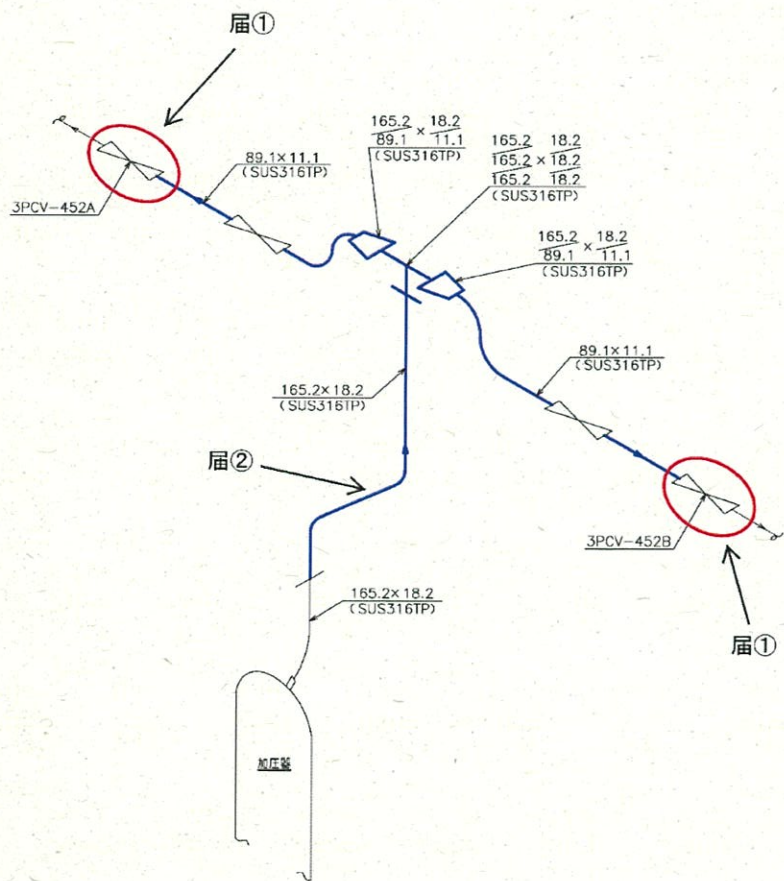 届①
165.2 × 18.2
89.1 11.1
(SUS316TP)
165.2 18.2
165.2 × 18.2
165.2 18.2
(SUS316TP)
89.1×11.1
(SUS316TP)
3PCV-452A
165.2 × 18.2
89.1 11.1
(SUS316TP)
89.1×11.1
(SUS316TP)
165.2×18.2
(SUS316TP)
届②
3PCV-452B
165.2×18.2
(SUS316TP)
届①
加圧器